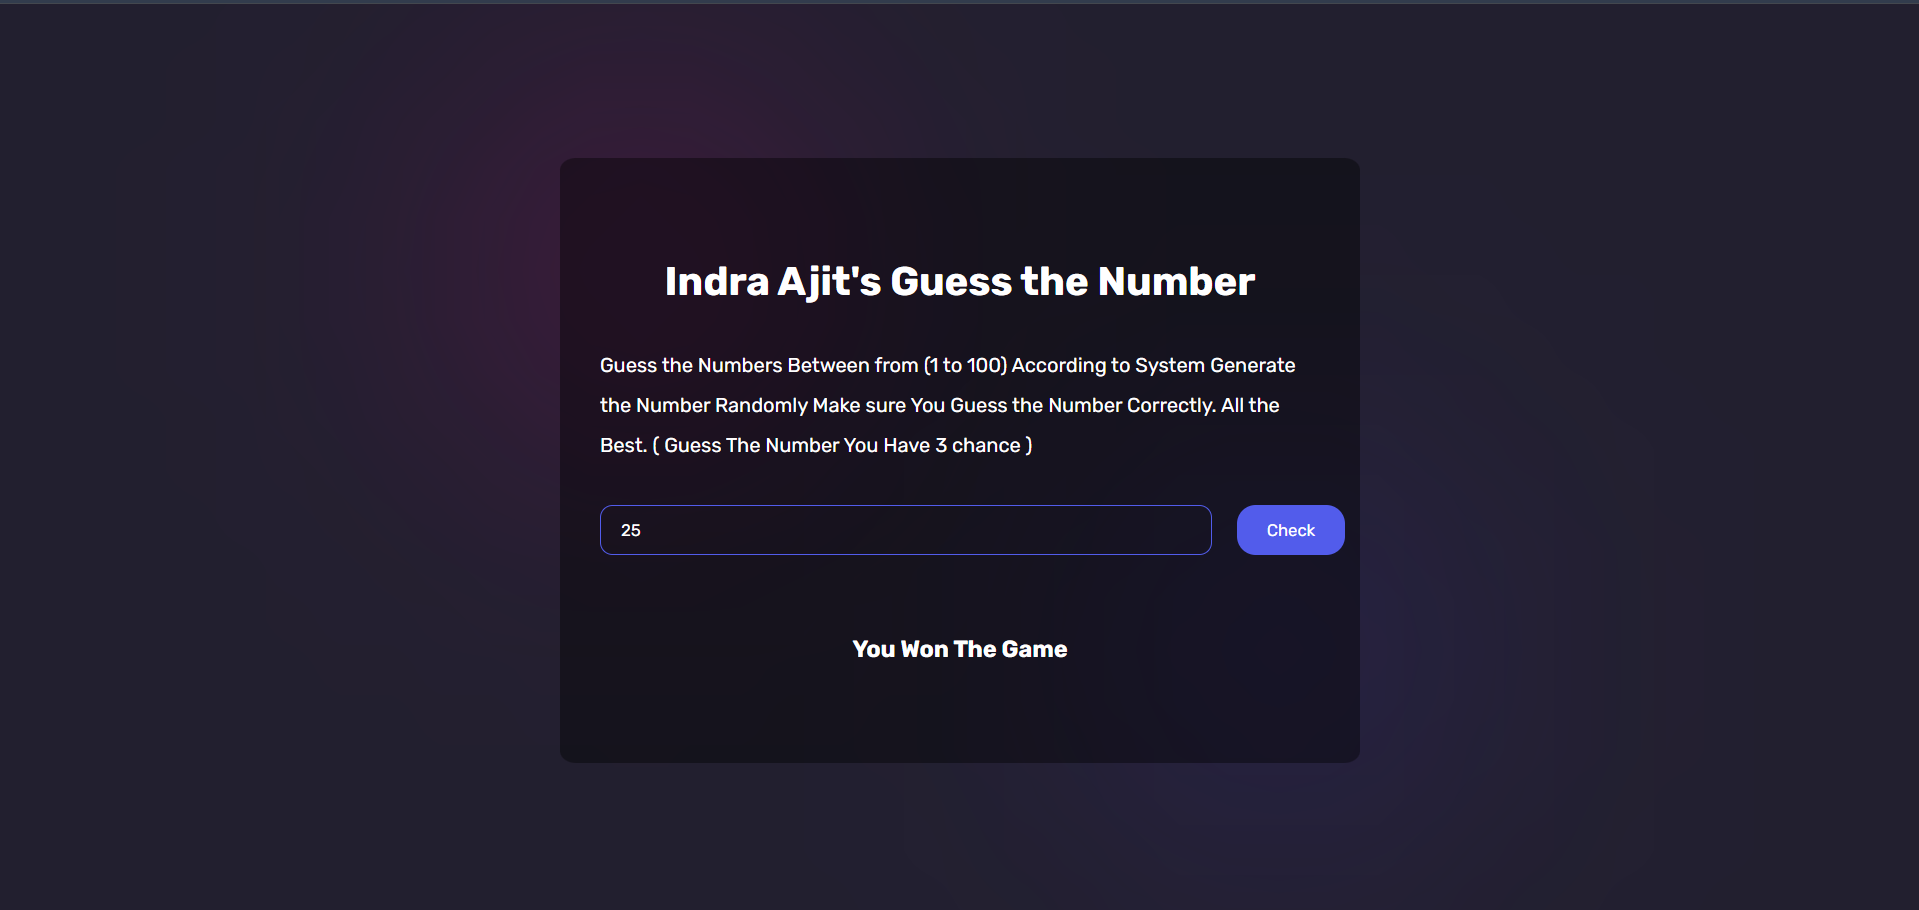 Indra Ajit's Guess the Number
Guess the Numbers Between from (1 to 100) According to System Generate
the Number Randomly Make sure You Guess the Number Correctly. All the
Best. ( Guess The Number You Have 3 chance )
25
Check
You Won The Game